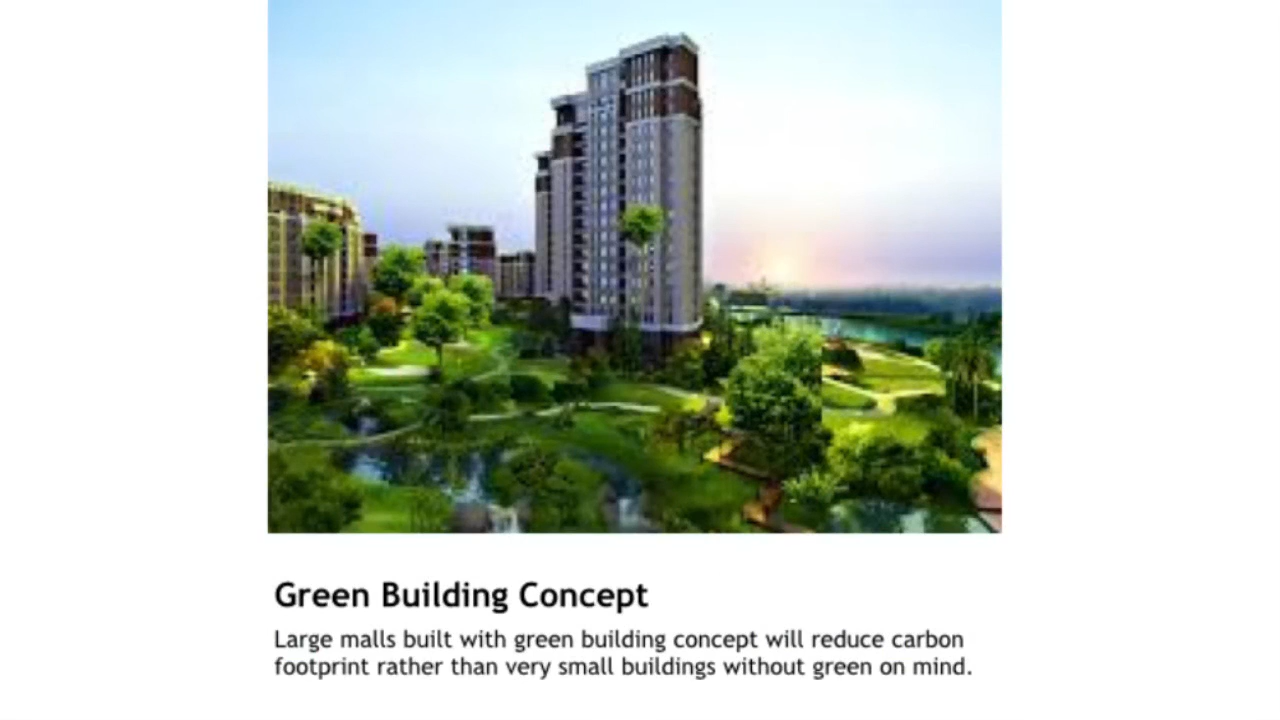 Green Building Concept
Large malls built with green building concept will reduce carbon
footprint rather than very small buildings without green on mind.